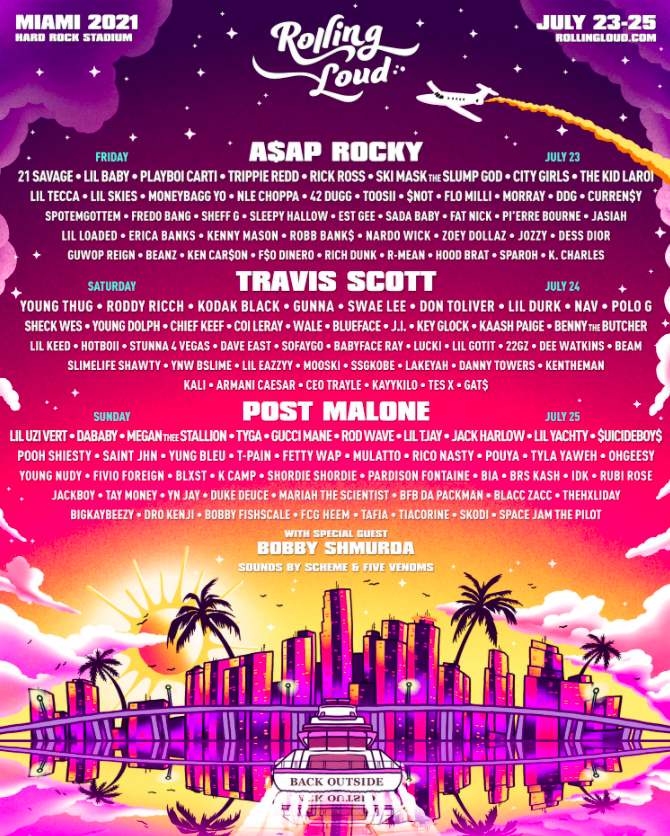 MIAMI 2021
HARD ROCK STADIUM
JULY 23-25
ROLLINGLOUD.COM
Rolling
Loud
FRIDAY
A$AP ROCKY
JULY 23
21 SAVAGE • LIL BABY • PLAYBOI CARTI • TRIPPIE REDD • RICK ROSS • SKI MASK THE SLUMP GOD • CITY GIRLS • THE KID LAROI
LIL TECCA • LIL SKIES • MONEYBAGG YO • NLE CHOPPA • 42 DUGG • TOOSII • $NOT • FLO MILLI • MORRAY • DDG • CURREN$Y
SPOTEMGOTTEM • FREDO BANG • SHEFF G • SLEEPY HALLOW • EST GEE • SADA BABY • FAT NICK • PI'ERRE BOURNE • JASIAH
LIL LOADED • ERICA BANKS • KENNY MASON • ROBB BANK$ • NARDO WICK • ZOEY DOLLAZ • JOZZY • DESS DIOR
GUWOP REIGN • BEANZ • KEN CAR$ON • F$O DINERO • RICH DUNK • R-MEAN • HOOD BRAT • SPAROH • K. CHARLES
SATURDAY
TRAVIS SCOTT
JULY 24
YOUNG THUG • RODDY RICCH • KODAK BLACK • GUNNA • SWAE LEE • DON TOLIVER • LIL DURK • NAV • POLO G
SHECK WES • YOUNG DOLPH • CHIEF KEEF • COI LERAY • WALE • BLUEFACE • J.I. • KEY GLOCK • KAASH PAIGE • BENNY THE BUTCHER
LIL KEED • HOTBOII • STUNNA 4 VEGAS • DAVE EAST • SOFAYGO • BABYFACE RAY • LUCKI • LIL GOTIT • 22GZ • DEE WATKINS • BEAM
SLIMELIFE SHAWTY • YNW BSLIME • LIL EAZZYY • MOOSKI • SSGKOBE • LAKEYAH • DANNY TOWERS • KENTHEMAN
KALI • ARMANI CAESAR • CEO TRAYLE • KAYYKILO • TES X • GAT$
SUNDAY
POST MALONE
JULY 25
LIL UZI VERT • DABABY • MEGAN THEE STALLION • TYGA • GUCCI MANE • ROD WAVE • LIL TJAY • JACK HARLOW • LIL YACHTY • $UICIDEBOY$
POOH SHIESTY • SAINT JHN • YUNG BLEU • T-PAIN • FETTY WAP • MULATTO • RICO NASTY • POUYA • TYLA YAWEH • OHGEESY
YOUNG NUDY • FIVIO FOREIGN • BLXST • K CAMP • SHORDIE SHORDIE • PARDISON FONTAINE • BIA • BRS KASH • IDK • RUBI ROSE
JACKBOY • TAY MONEY • YN JAY • DUKE DEUCE • MARIAH THE SCIENTIST • BFB DA PACKMAN • BLACC ZACC • THEHXLIDAY
BIGKAYBEEZY • DRO KENJI • BOBBY FISHSCALE • FCG HEEM • TAFIA • TIACORINE • SKODI • SPACE JAM THE PILOT
WITH SPECIAL GUEST
BOBBY SHMURDA
SOUNDS BY SCHEME & FIVE VENOMS
BACK OUTSIDE